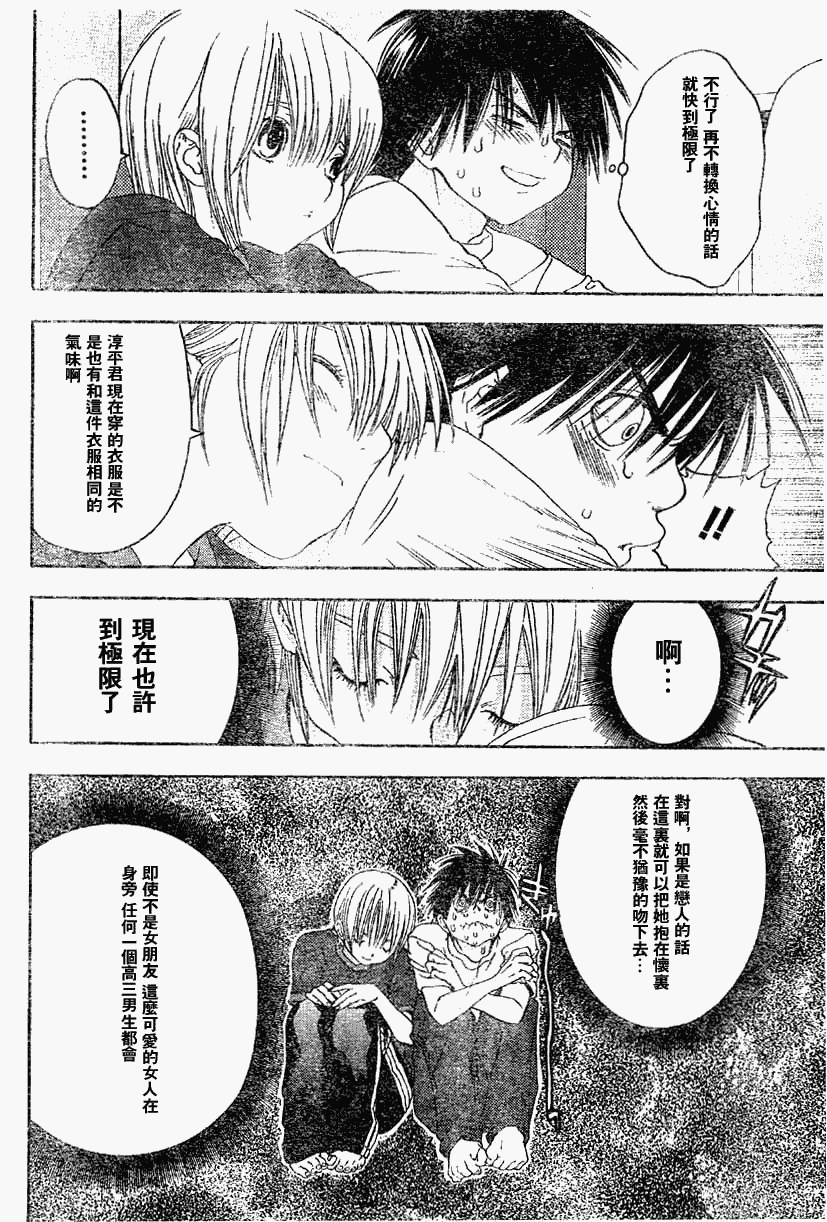 不行了 再不轉換心情的話
就快到極限了
………
淳平君現在穿的衣服是不
是也有和這件衣服相同的
氣味啊
!!
啊…
現在也許
到極限了
對啊，如果是戀人的話
在這裏就可以把她抱在懷裏
然後毫不猶豫的吻下去…
即使不是女朋友 這麼可愛的女人在
身旁 任何一個高三男生都會